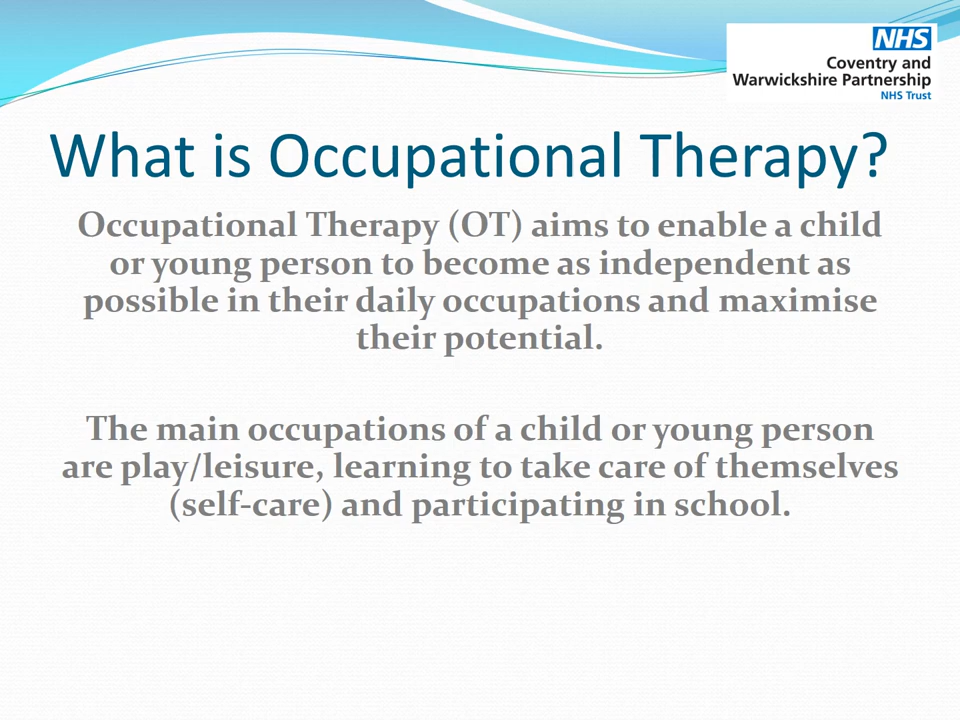 NHS
Coventry and
Warwickshire Partnership
NHS Trust
What is Occupational Therapy?
Occupational Therapy (OT) aims to enable a child
or young person to become as independent as
possible in their daily occupations and maximise
their potential.
The main occupations of a child or young person
are play/leisure, learning to take care of themselves
(self-care) and participating in school.